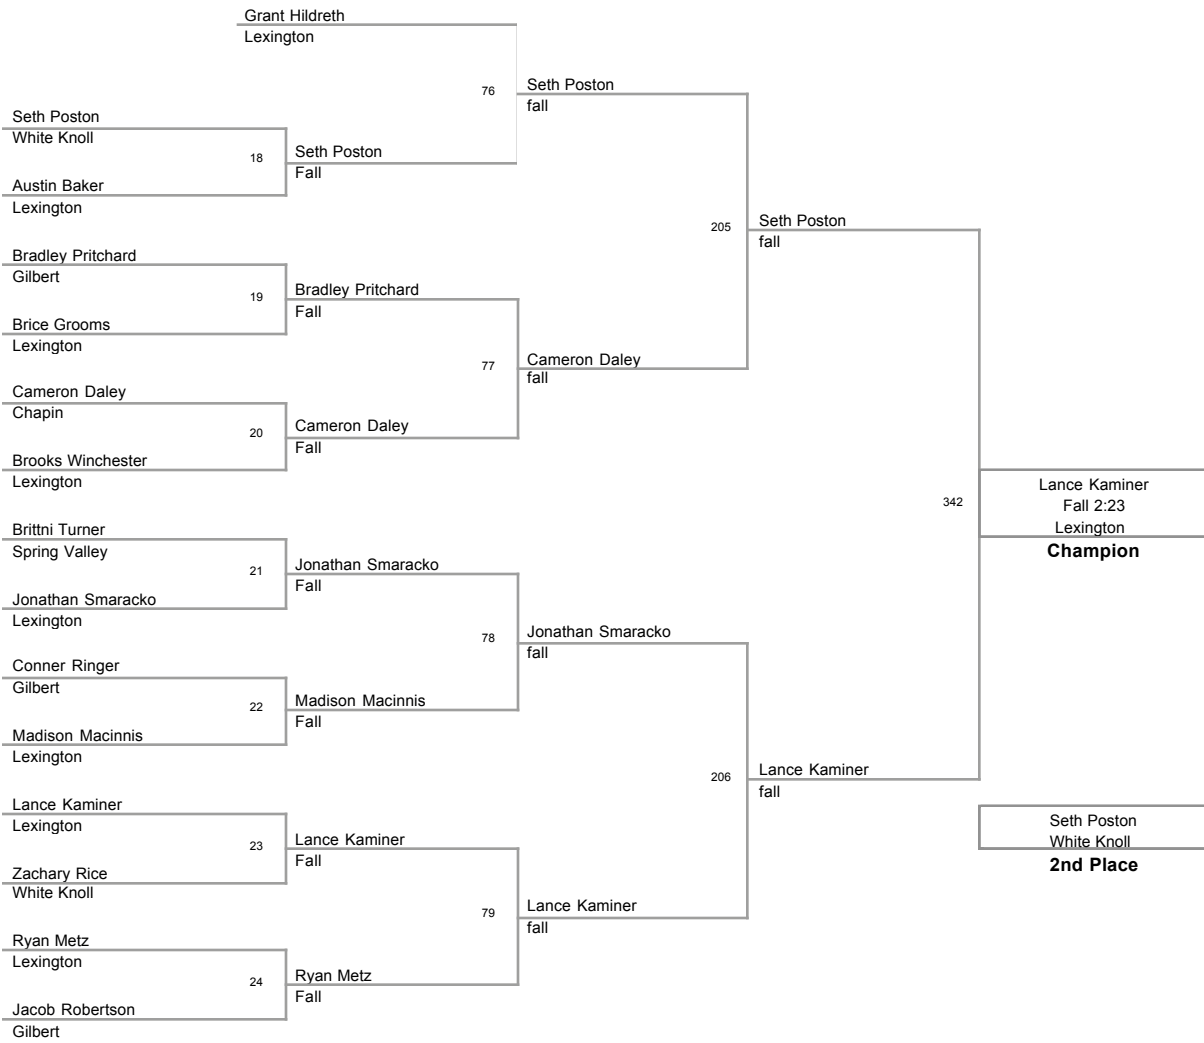 Grant Hildreth
Lexington
76
Seth Poston
fall
Seth Poston
White Knoll
18
Seth Poston
Fall
Austin Baker
Lexington
205
Seth Poston
fall
Bradley Pritchard
Gilbert
19
Bradley Pritchard
Fall
Brice Grooms
Lexington
77
Cameron Daley
fall
Cameron Daley
Chapin
20
Cameron Daley
Fall
Brooks Winchester
Lexington
342
Lance Kaminer
Fall 2:23
Lexington
Champion
Brittni Turner
Spring Valley
21
Jonathan Smaracko
Fall
Jonathan Smaracko
Lexington
78
Jonathan Smaracko
fall
Conner Ringer
Gilbert
22
Madison Macinnis
Fall
Madison Macinnis
Lexington
206
Lance Kaminer
fall
Lance Kaminer
Lexington
23
Lance Kaminer
Fall
Zachary Rice
White Knoll
Seth Poston
White Knoll
2nd Place
79
Lance Kaminer
fall
Ryan Metz
Lexington
24
Ryan Metz
Fall
Jacob Robertson
Gilbert